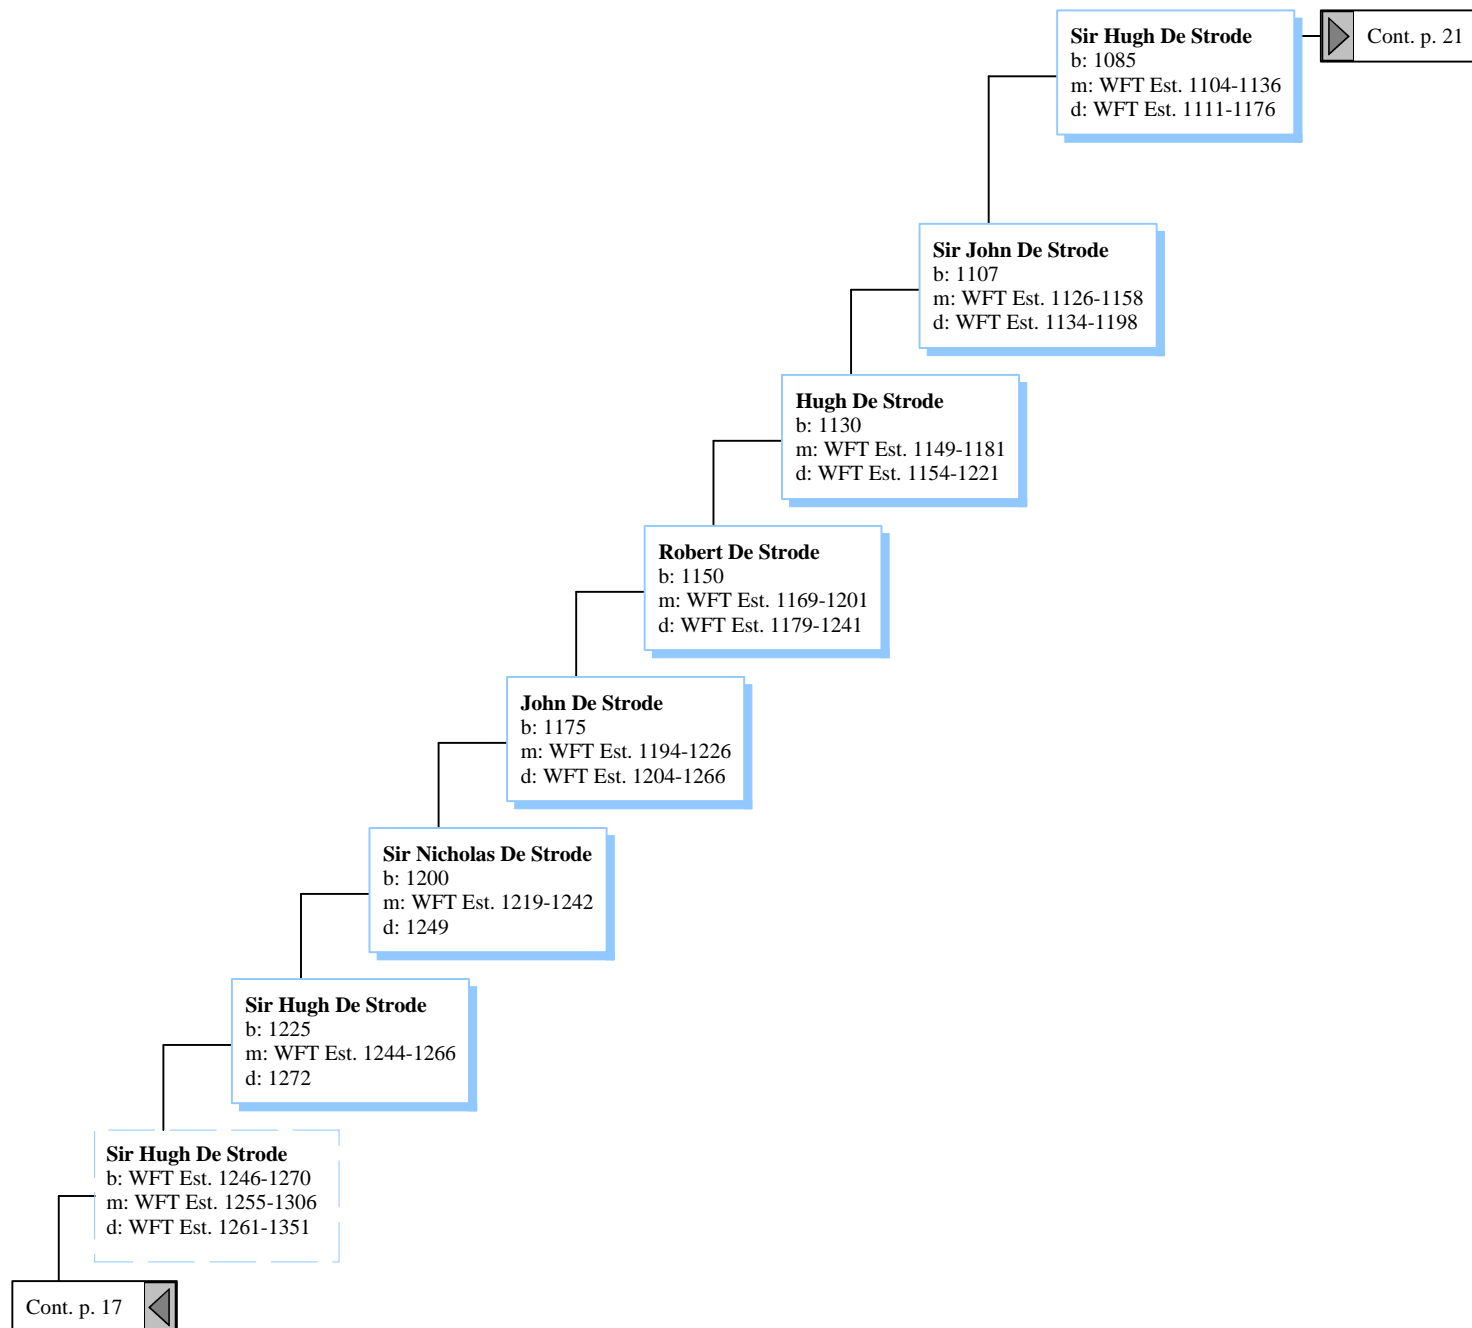 Sir Hugh De Strode
b: 1085
m: WFT Est. 1104-1136
d: WFT Est. 1111-1176
Cont. p. 21
Sir John De Strode
b: 1107
m: WFT Est. 1126-1158
d: WFT Est. 1134-1198
Hugh De Strode
b: 1130
m: WFT Est. 1149-1181
d: WFT Est. 1154-1221
Robert De Strode
b: 1150
m: WFT Est. 1169-1201
d: WFT Est. 1179-1241
John De Strode
b: 1175
m: WFT Est. 1194-1226
d: WFT Est. 1204-1266
Sir Nicholas De Strode
b: 1200
m: WFT Est. 1219-1242
d: 1249
Sir Hugh De Strode
b: 1225
m: WFT Est. 1244-1266
d: 1272
Sir Hugh De Strode
b: WFT Est. 1246-1270
m: WFT Est. 1255-1306
d: WFT Est. 1261-1351
Cont. p. 17